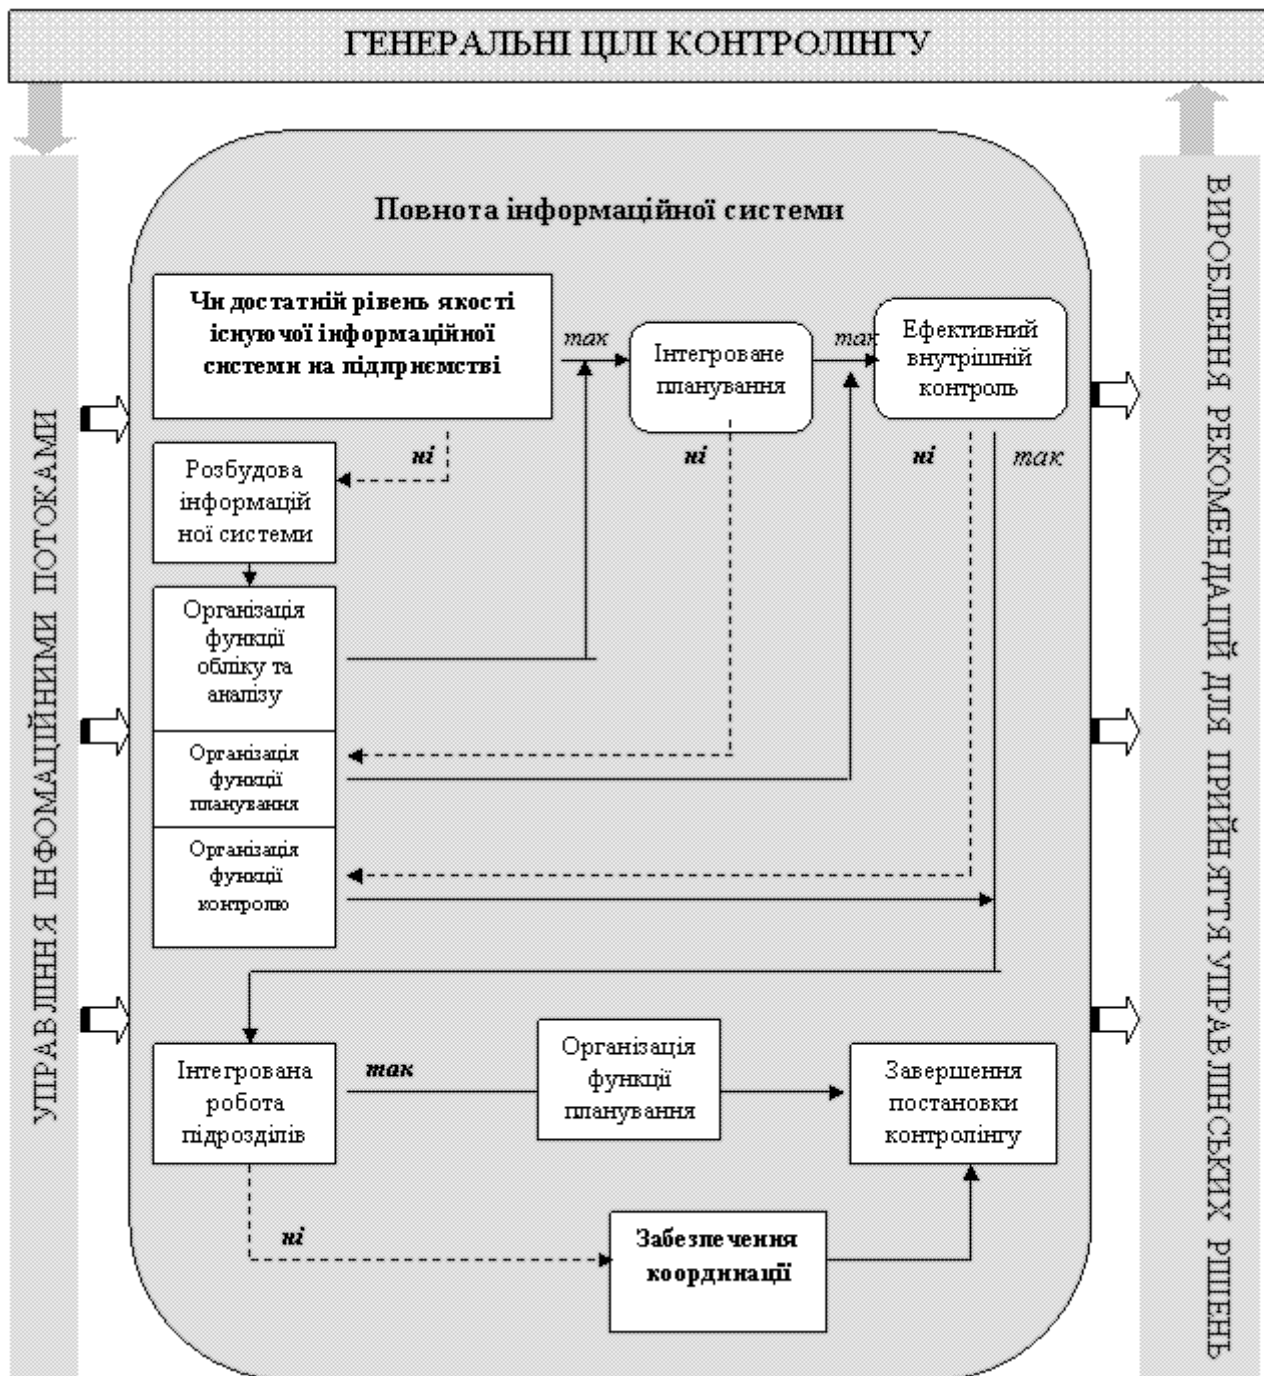 ГЕНЕРАЛЬНІ ЦІЛІ КОНТРОЛІНГУ
УПРАВЛІННЯ ІНФОМАЦІЙНИМИ ПОТОКАМИ
Повнота інформаційної системи
Чи достатній рівень якості
існуючої інформаційної
системи на підприємстві
так
Інтегроване
планування
так
Ефективний
внутрішній
контроль
ні
ні
ні
так
Розбудова
інформацій
ної системи
Організація
функції
обліку та
аналізу
Організація
функції
планування
Організація
функції
контролю
Інтегрована
робота
підрозділів
так
Організація
функції
планування
Завершення
постановки
контролінгу
ні
Забезпечення
координації
ВИРОБЛЕННЯ РЕКОМЕНДАЦІЙ ДЛЯ ПРИЙНЯТТЯ УПРАВЛІНСЬКИХ РІШЕНЬ